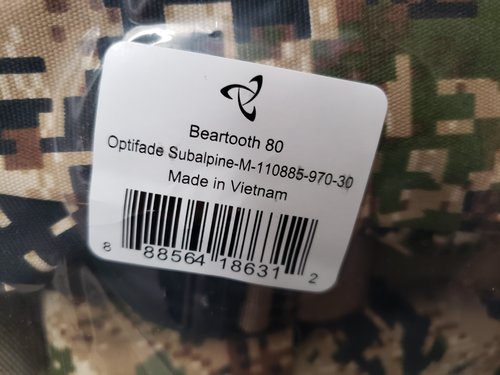 Beartooth 80
Optifade Subalpine-M-110885-970-30
Made in Vietnam
8 88564 18631 2